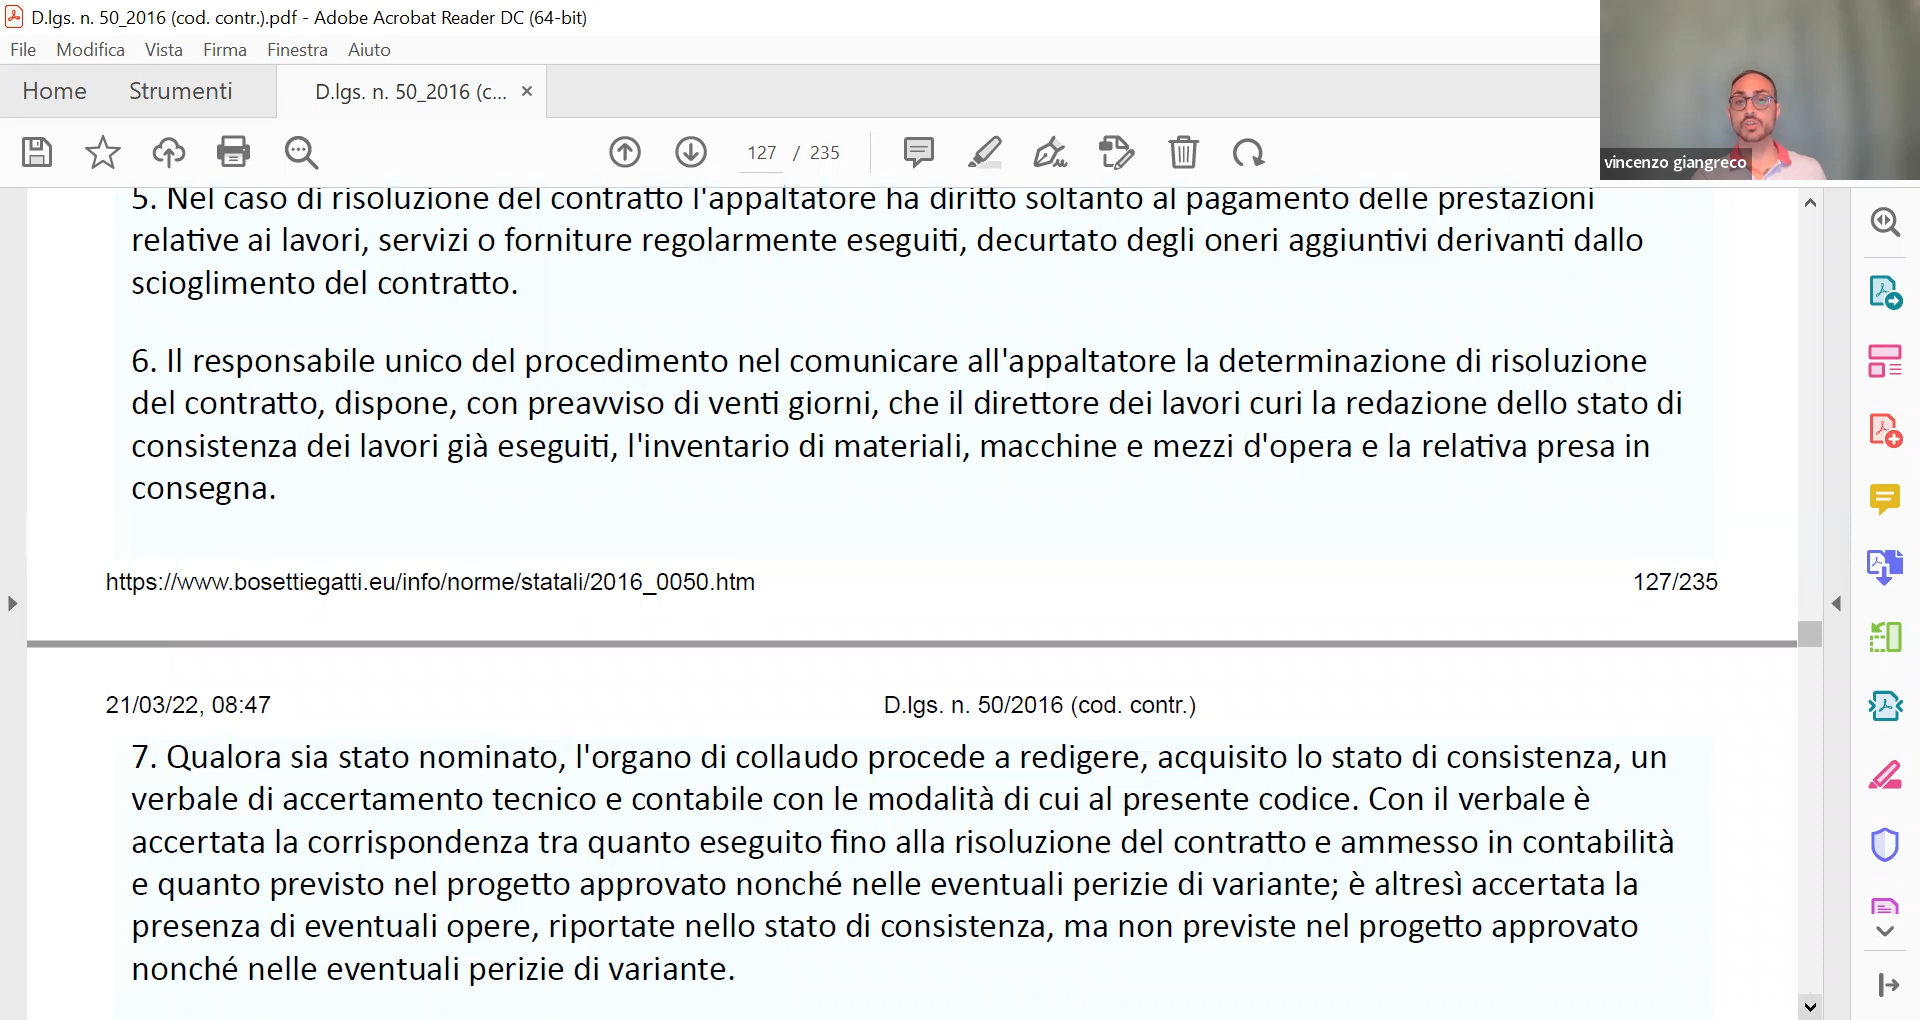 D.lgs. n. 50_2016 (cod. contr.).pdf - Adobe Acrobat Reader DC (64-bit)
File Modifica Vista Firma Finestra Aiuto
Home Strumenti D.lgs. n. 50_2016 (c... ×
127 / 235
vincenzo giangreco
5. Nel caso di risoluzione del contratto l'appaltatore ha diritto soltanto al pagamento delle prestazioni
relative ai lavori, servizi o forniture regolarmente eseguiti, decurtato degli oneri aggiuntivi derivanti dallo
scioglimento del contratto.
6. Il responsabile unico del procedimento nel comunicare all'appaltatore la determinazione di risoluzione
del contratto, dispone, con preavviso di venti giorni, che il direttore dei lavori curi la redazione dello stato di
consistenza dei lavori già eseguiti, l'inventario di materiali, macchine e mezzi d'opera e la relativa presa in
consegna.
https://www.bosettiegatti.eu/info/norme/statali/2016_0050.htm 127/235
21/03/22, 08:47 D.lgs. n. 50/2016 (cod. contr.)
7. Qualora sia stato nominato, l'organo di collaudo procede a redigere, acquisito lo stato di consistenza, un
verbale di accertamento tecnico e contabile con le modalità di cui al presente codice. Con il verbale è
accertata la corrispondenza tra quanto eseguito fino alla risoluzione del contratto e ammesso in contabilità
e quanto previsto nel progetto approvato nonché nelle eventuali perizie di variante; è altresì accertata la
presenza di eventuali opere, riportate nello stato di consistenza, ma non previste nel progetto approvato
nonché nelle eventuali perizie di variante.